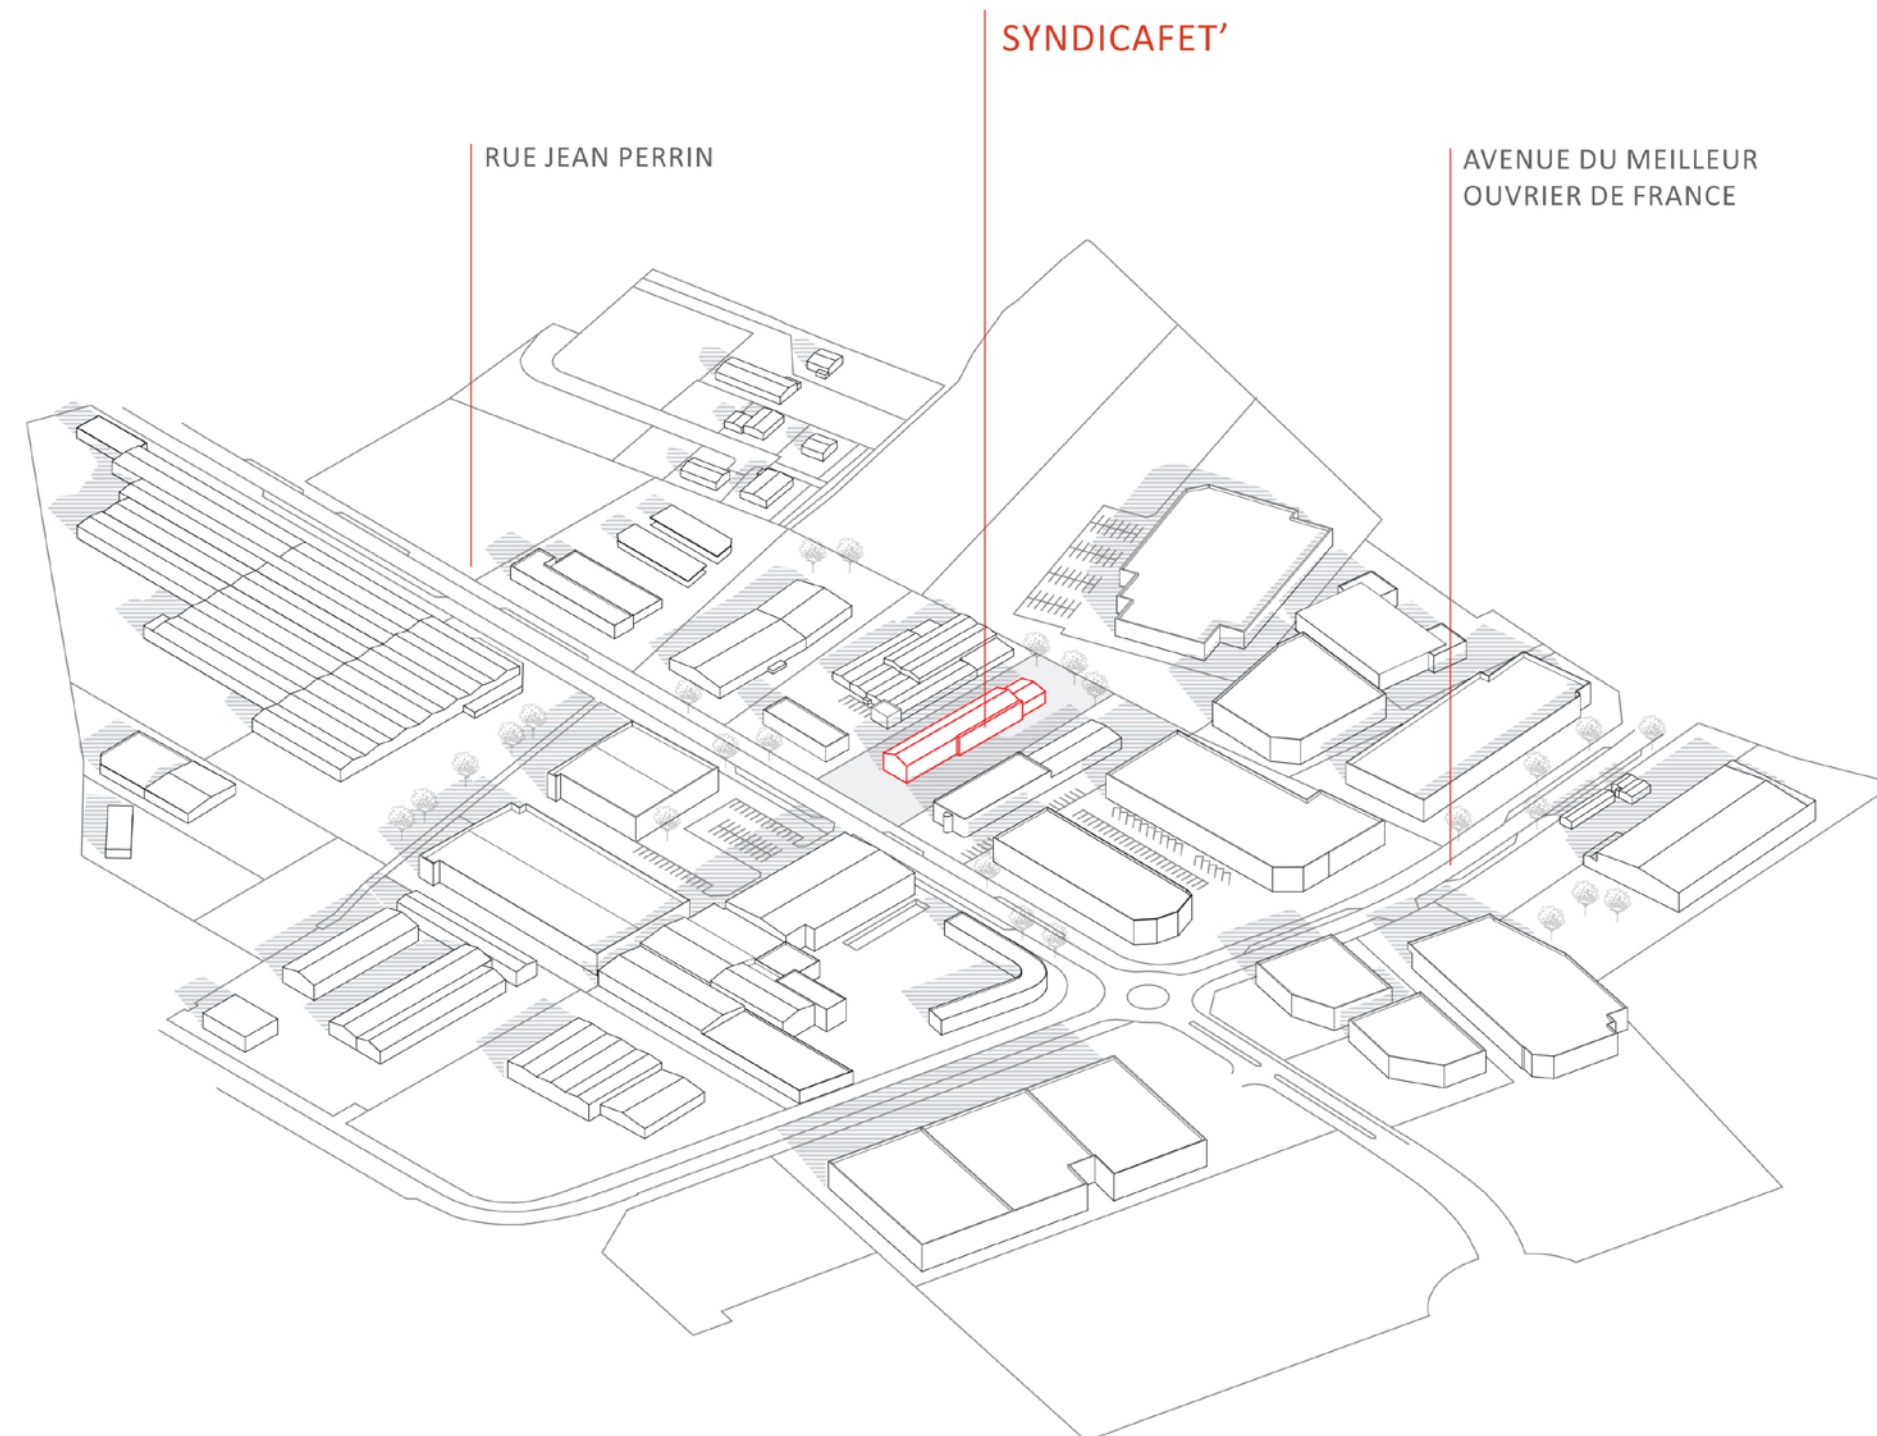 SYNDICAFET’
RUE JEAN PERRIN
AVENUE DU MEILLEUR
OUVRIER DE FRANCE